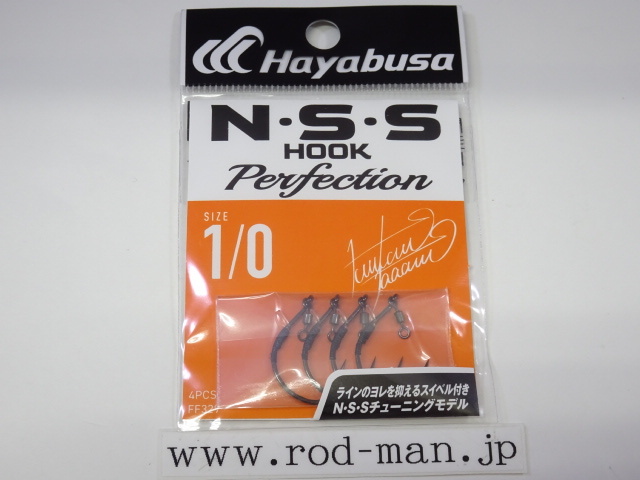 Hayabusa
N・S・S
HOOK
Perfection
SIZE
1/0
4PCS
ラインのヨレを抑えるスイベル付き
N・S・Sチューニングモデル
www.rod-man.jp